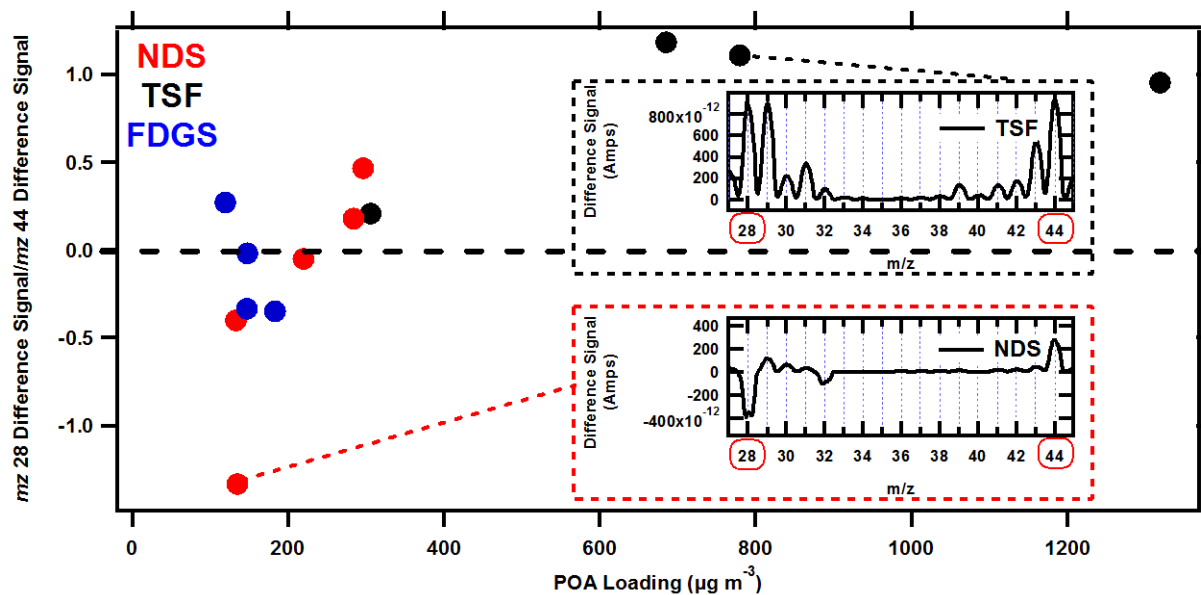 NDS
TSF
FDGS
mz 28 Difference Signal/mz 44 Difference Signal
1.0
0.5
0.0
-0.5
-1.0
Difference Signal
(Amps)
800x10^-12
600
400
200
0
TSF
28 30 32 34 36 38 40 42 44
m/z
Difference Signal
(Amps)
400
200
0
-400x10^-12
NDS
28 30 32 34 36 38 40 42 44
m/z
0 200 400 600 800 1000 1200
POA Loading (µg m^-3)